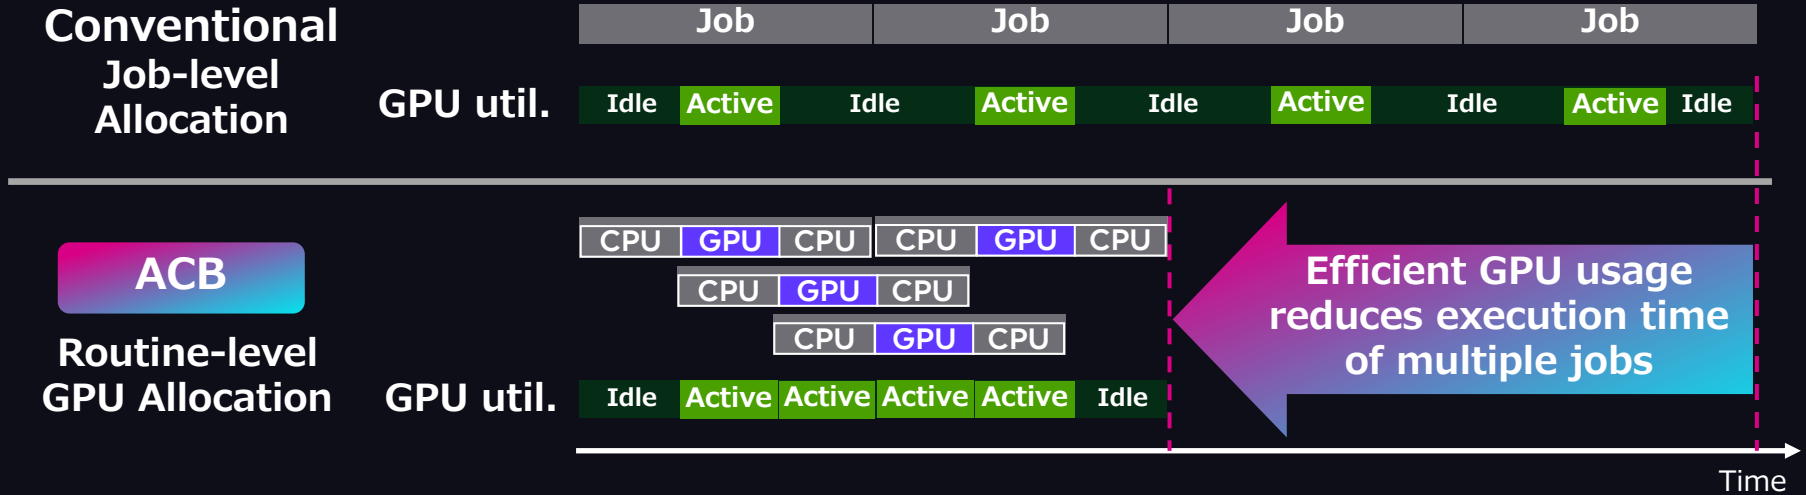 Conventional
Job-level
Allocation
Job Job Job Job
GPU util.
Idle Active Idle Active Idle Active Idle Active Idle
ACB
Routine-level
GPU Allocation
CPU GPU CPU CPU GPU CPU
CPU GPU CPU
CPU GPU CPU
GPU util.
Idle Active Active Active Active Idle
Efficient GPU usage
reduces execution time
of multiple jobs
Time